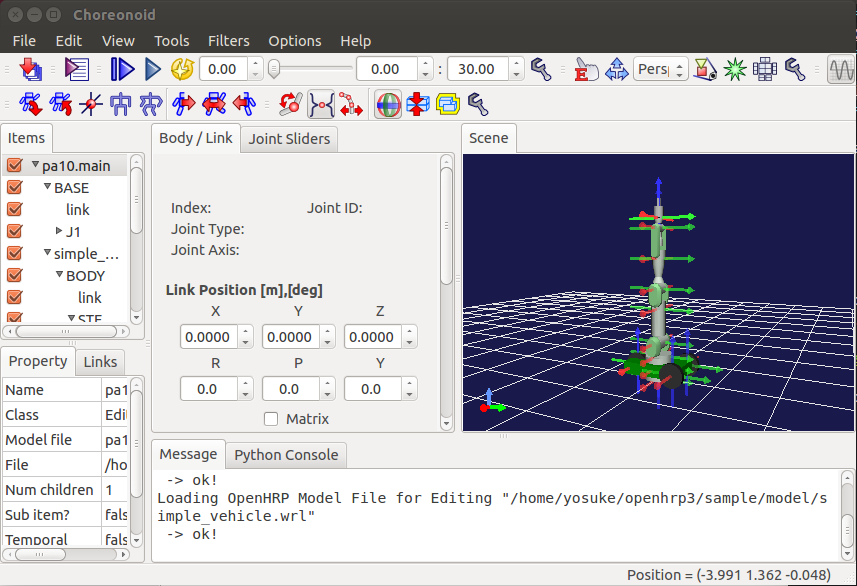 Choreonoid
File Edit View Tools Filters Options Help
0.00 0.00 : 30.00 E Pers
Items
pa10.main
BASE
link
J1
simple_...
BODY
link
Property Links
Name pa1
Class Edi
Model file pa1
File /ho
Num children 1
Sub item? fals
Temporal fals
Body / Link Joint Sliders
Index: Joint ID:
Joint Type:
Joint Axis:
Link Position [m],[deg]
X Y Z
0.0000 0.0000 0.0000
R P Y
0.0 0.0 0.0
Matrix
Scene
Message Python Console
-> ok!
Loading OpenHRP Model File for Editing "/home/yosuke/openhrp3/sample/model/s
imple_vehicle.wrl"
-> ok!
Position = (-3.991 1.362 -0.048)